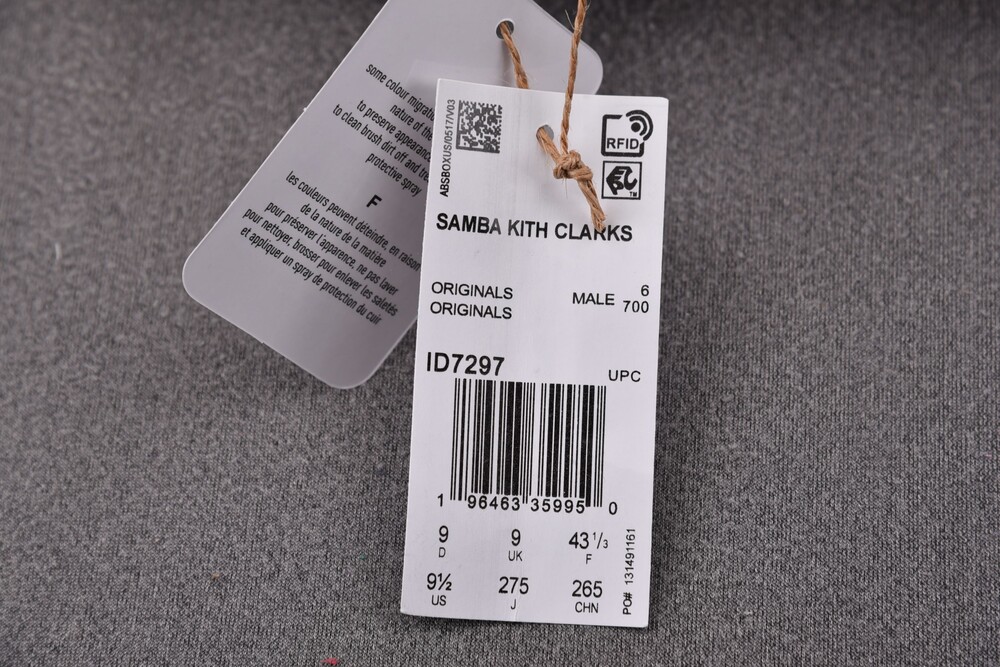 some colour
nature of the
to preserve appearance
to clean brush dirt off and
protective spray
F
les couleurs peuvent déteindre, en raison
de la nature de la matière
pour préserver l'apparence, ne pas laver
pour nettoyer, brosser pour enlever les saletés
et appliquer un spray de protection du cuir
ABSBOXUS/0517/V03
RFID
TM
SAMBA KITH CLARKS
ORIGINALS
ORIGINALS
MALE
6
700
ID7297
UPC
1 96463 35995 0
9 9 43 1/3
D UK F
9½ 275 265
US J CHN
PO# 131491161